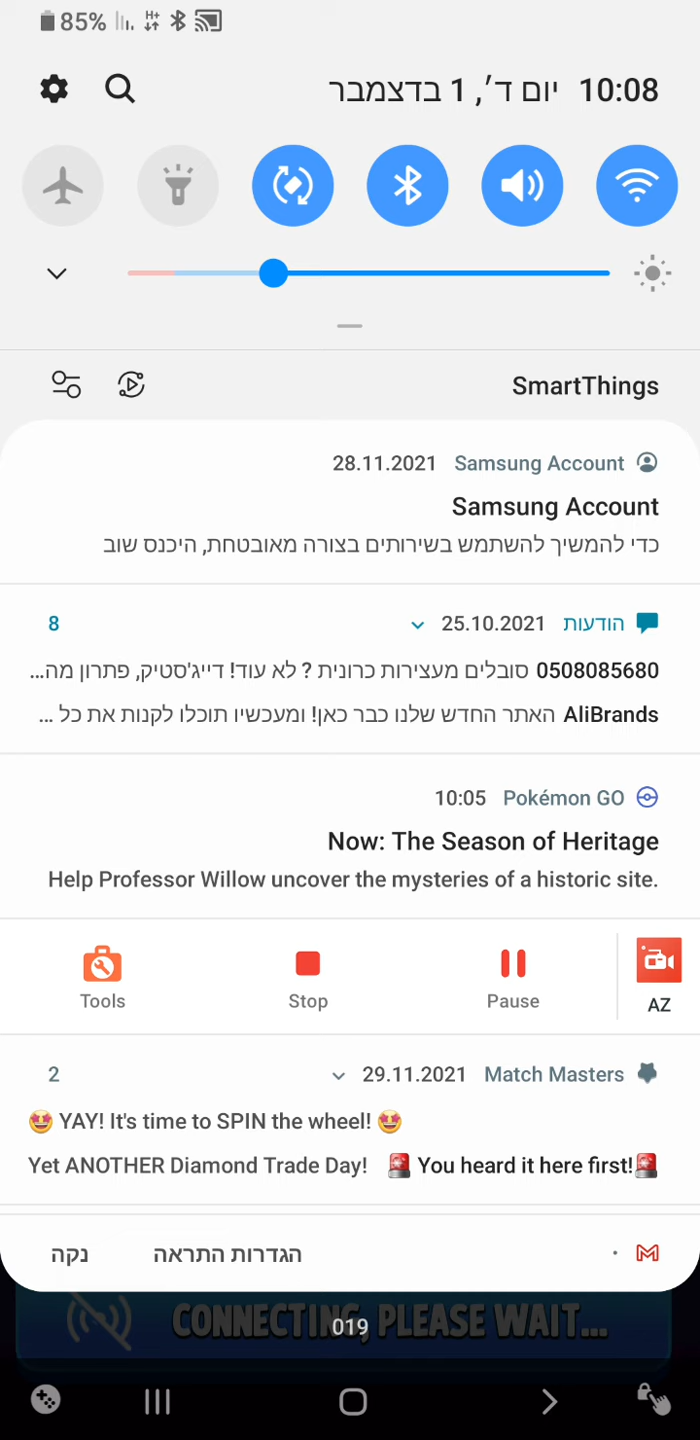 85%
10:08 יום ד׳, 1 בדצמבר
SmartThings
Samsung Account 28.11.2021
Samsung Account
כדי להמשיך להשתמש בשירותים בצורה מאובטחת, היכנס שוב
הודעות 25.10.2021 8
0508085680 סובלים מעצירות כרונית ? לא עוד! דייג'סטיק, פתרון מה...
AliBrands האתר החדש שלנו כבר כאן! ומעכשיו תוכלו לקנות את כל ...
Pokémon GO 10:05
Now: The Season of Heritage
Help Professor Willow uncover the mysteries of a historic site.
Tools Stop Pause AZ
Match Masters 29.11.2021 2
🤩 YAY! It's time to SPIN the wheel! 🤩
Yet ANOTHER Diamond Trade Day! 🚨 You heard it here first!🚨
הגדרות התראה נקה
CONNECTING, PLEASE WAIT...
019